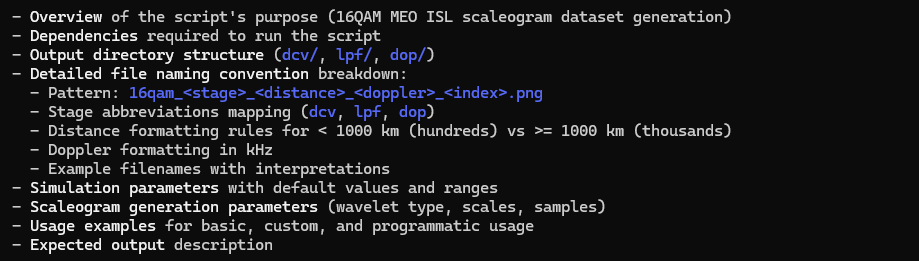 - Overview of the script's purpose (16QAM MEO ISL scaleogram dataset generation)
- Dependencies required to run the script
- Output directory structure (dcv/, lpf/, dop/)
- Detailed file naming convention breakdown:
  - Pattern: 16qam_<stage>_<distance>_<doppler>_<index>.png
  - Stage abbreviations mapping (dcv, lpf, dop)
  - Distance formatting rules for < 1000 km (hundreds) vs >= 1000 km (thousands)
  - Doppler formatting in kHz
  - Example filenames with interpretations
- Simulation parameters with default values and ranges
- Scaleogram generation parameters (wavelet type, scales, samples)
- Usage examples for basic, custom, and programmatic usage
- Expected output description